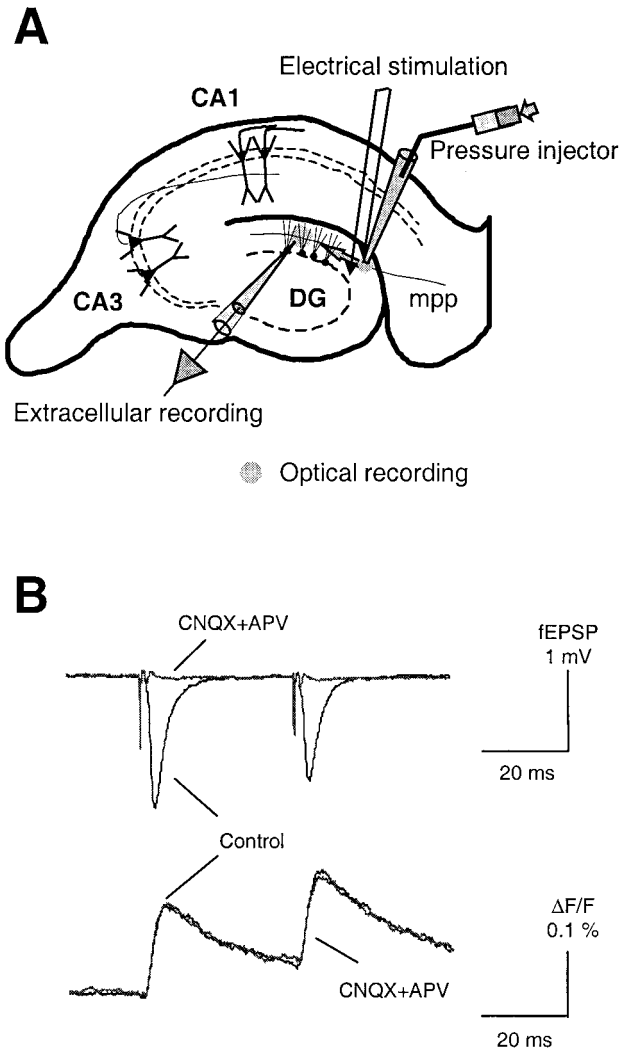 A
Electrical stimulation
CA1
Pressure injector
CA3
DG
mpp
Extracellular recording
Optical recording
B
CNQX+APV
fEPSP
1 mV
20 ms
Control
ΔF/F
0.1 %
CNQX+APV
20 ms